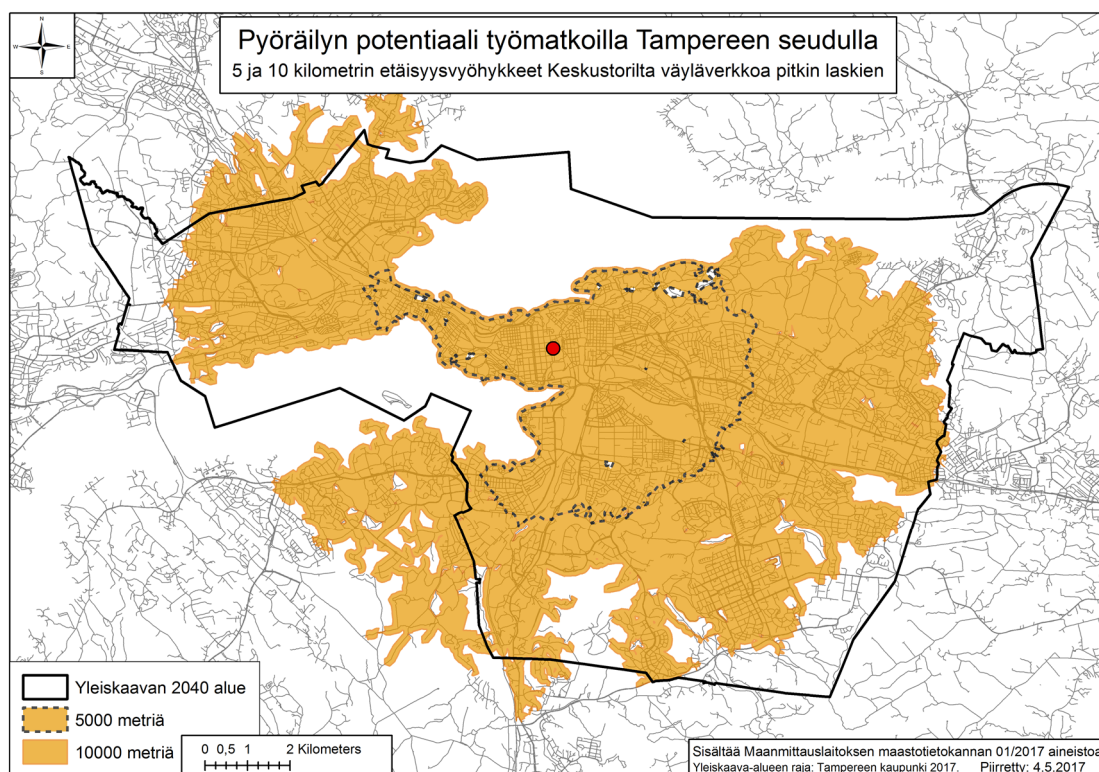 N
W E
S
Pyöräilyn potentiaali työmatkoilla Tampereen seudulla
5 ja 10 kilometrin etäisyysvyöhykkeet Keskustorilta väyläverkkoa pitkin laskien
Yleiskaavan 2040 alue
5000 metriä
10000 metriä
0 0,5 1 2 Kilometers
Sisältää Maanmittauslaitoksen maastotietokannan 01/2017 aineistoa
Yleiskaava-alueen raja: Tampereen kaupunki 2017. Piirretty: 4.5.2017